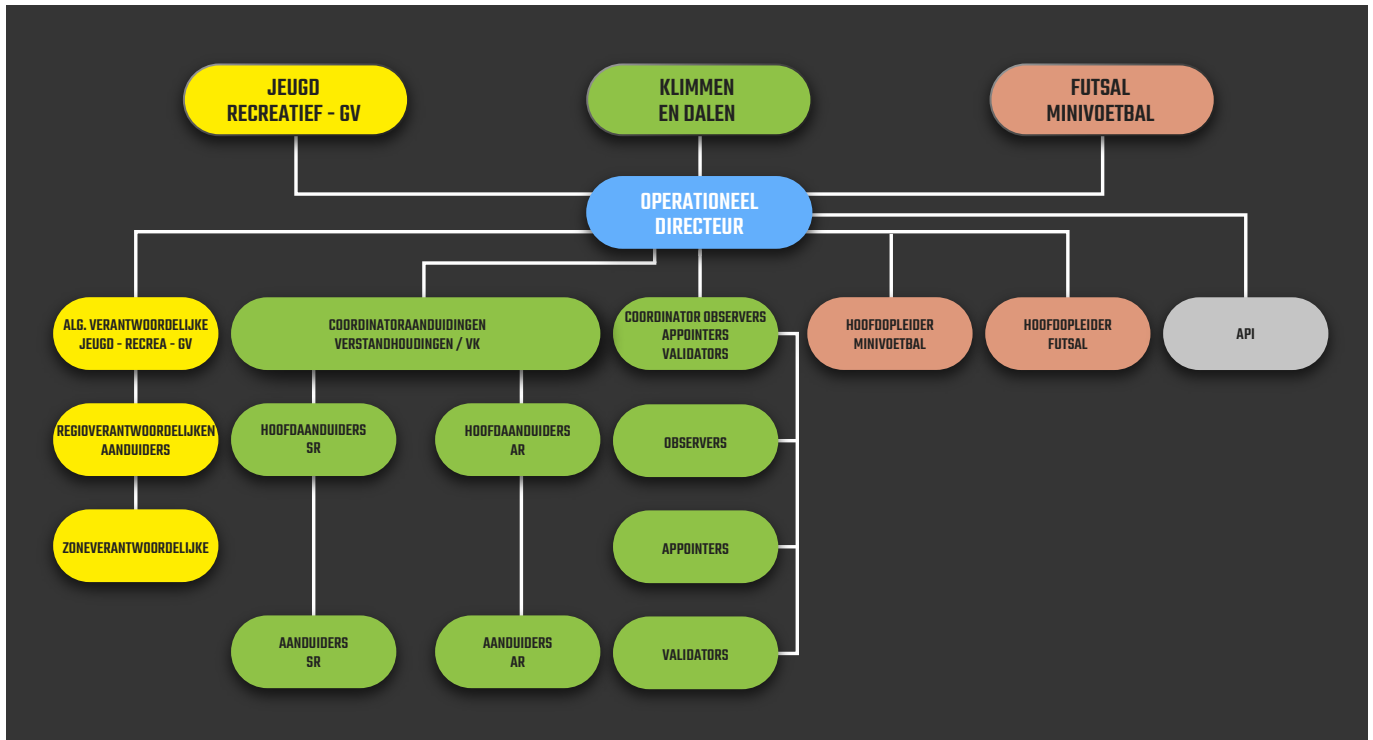 JEUGD
RECREATIEF - GV
KLIMMEN
EN DALEN
FUTSAL
MINIVOETBAL
OPERATIONEEL
DIRECTEUR
ALG. VERANTWOORDELIJKE
JEUGD - RECREA - GV
COORDINATORAANDUIDINGEN
VERSTANDHOUDINGEN / VK
COORDINATOR OBSERVERS
APPOINTERS
VALIDATORS
HOOFDOPLEIDER
MINIVOETBAL
HOOFDOPLEIDER
FUTSAL
API
REGIOVERANTWOORDELIJKEN
AANDUIDERS
HOOFDAANDUIDERS
SR
HOOFDAANDUIDERS
AR
OBSERVERS
ZONEVERANTWOORDELIJKE
APPOINTERS
AANDUIDERS
SR
AANDUIDERS
AR
VALIDATORS